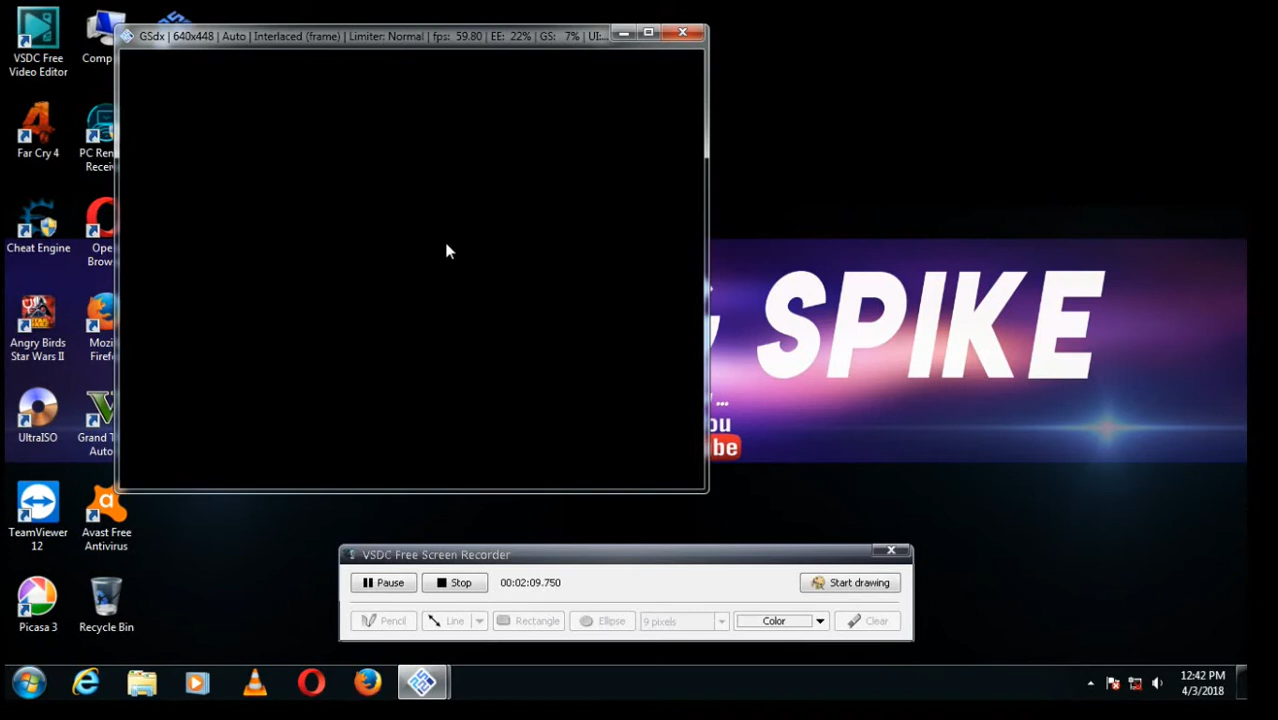 GSdx | 640x448 | Auto | Interlaced (frame) | Limiter: Normal | fps: 59.80 | EE: 22% | GS: 7% | UI:...
VSDC Free
Video Editor
Comp
Far Cry 4
PC Rem
Receiv
Cheat Engine
Ope
Brow
Angry Birds
Star Wars II
Mozi
Firef
UltraISO
Grand T
Auto
TeamViewer
12
Avast Free
Antivirus
Picasa 3
Recycle Bin
SPIKE
...
ou
be
VSDC Free Screen Recorder
Pause
Stop
00:02:09.750
Start drawing
Pencil
Line
Rectangle
Ellipse
9 pixels
Color
Clear
12:42 PM
4/3/2018